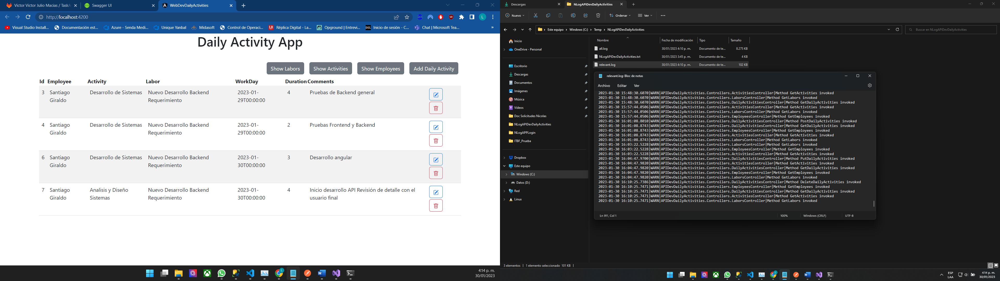 Victor Victor Julio Macias / TaskA
Swagger UI
WebDevDailyActivities
http://localhost:4200
Visual Studio Install...
Documentación est...
Azure - Senda Medi...
Unique Yanbal
Midasoft
Control de Operaci...
Réplica Digital - La...
Opground | Entrevi...
Inicio de sesión - C...
Chat | Microsoft Tea...
»
Daily Activity App
Show Labors
Show Activities
Show Employees
Add Daily Activity
Id Employee Activity Labor WorkDay Duration Comments
3 Santiago Desarrollo de Sistemas Nuevo Desarrollo Backend 2023-01- 4 Pruebas de Backend general
Giraldo Requerimiento 29T00:00:00
4 Santiago Desarrollo de Sistemas Nuevo Desarrollo Backend 2023-01- 2 Pruebas Frontend y Backend
Giraldo Requerimiento 29T00:00:00
6 Santiago Desarrollo de Sistemas Nuevo Desarrollo Backend 2023-01- 3 Desarrollo angular
Giraldo Requerimiento 30T00:00:00
7 Santiago Analisis y Diseño Nuevo Desarrollo Backend 2023-01- 4 Inicio desarrollo API Revisión de detalle con el
Giraldo Sistemas Requerimiento 30T00:00:00 usuario final
4:14 p. m.
30/01/2023
Descargas
NLogAPIDevDailyActivities
Nuevo
Ordenar
Ver
Este equipo > Windows (C:) > Temp > NLogAPIDevDailyActivities
Buscar en NLogAPIDevDailyActivities
Inicio
OneDrive - Personal
Escritorio
Descargas
Documentos
Imágenes
Música
Vídeos
Doc Solicitudes Nicolas
NLogAPIDevDailyActivities
NLogAPPLogin
ITBF_Prueba
Dropbox
Este equipo
Windows (C:)
Datos (D:)
Red
Linux
Nombre Fecha de modificación Tipo Tamaño
all.log 30/01/2023 4:10 p. m. Documento de te... 8.275 KB
NLogAPIDevDailyActivities.txt 30/01/2023 3:45 p. m. Documento de te... 4 KB
relevant.log 30/01/2023 4:10 p. m. Documento de te... 102 KB
relevant.log: Bloc de notas
Archivo Editar Ver
2023-01-30 15:48:30.6070|WARN|APIDevDailyActivities.Controllers.ActivitiesController|Method GetActivities invoked
2023-01-30 15:48:30.6070|WARN|APIDevDailyActivities.Controllers.LaborsController|Method GetLabors invoked
2023-01-30 15:48:30.6070|WARN|APIDevDailyActivities.Controllers.DailyActivitiesController|Method GetDailyActivities invoked
2023-01-30 15:57:44.0506|WARN|APIDevDailyActivities.Controllers.ActivitiesController|Method GetActivities invoked
2023-01-30 15:57:44.0506|WARN|APIDevDailyActivities.Controllers.LaborsController|Method GetLabors invoked
2023-01-30 15:57:44.0506|WARN|APIDevDailyActivities.Controllers.EmployeesController|Method GetEmployees invoked
2023-01-30 16:01:08.8010|WARN|APIDevDailyActivities.Controllers.DailyActivitiesController|Method PostDailyActivities invoked
2023-01-30 16:01:08.8743|WARN|APIDevDailyActivities.Controllers.DailyActivitiesController|Method GetDailyActivities invoked
2023-01-30 16:01:08.8743|WARN|APIDevDailyActivities.Controllers.EmployeesController|Method GetEmployees invoked
2023-01-30 16:01:08.8743|WARN|APIDevDailyActivities.Controllers.ActivitiesController|Method GetActivities invoked
2023-01-30 16:01:08.8743|WARN|APIDevDailyActivities.Controllers.LaborsController|Method GetLabors invoked
2023-01-30 16:03:22.5228|WARN|APIDevDailyActivities.Controllers.LaborsController|Method GetLabors invoked
2023-01-30 16:03:22.5228|WARN|APIDevDailyActivities.Controllers.EmployeesController|Method GetEmployees invoked
2023-01-30 16:03:22.5228|WARN|APIDevDailyActivities.Controllers.ActivitiesController|Method GetActivities invoked
2023-01-30 16:04:47.9700|WARN|APIDevDailyActivities.Controllers.DailyActivitiesController|Method PutDailyActivities invoked
2023-01-30 16:04:47.9820|WARN|APIDevDailyActivities.Controllers.ActivitiesController|Method GetActivities invoked
2023-01-30 16:04:47.9820|WARN|APIDevDailyActivities.Controllers.DailyActivitiesController|Method GetDailyActivities invoked
2023-01-30 16:04:47.9820|WARN|APIDevDailyActivities.Controllers.EmployeesController|Method GetEmployees invoked
2023-01-30 16:04:47.9820|WARN|APIDevDailyActivities.Controllers.LaborsController|Method GetLabors invoked
2023-01-30 16:10:25.7386|WARN|APIDevDailyActivities.Controllers.DailyActivitiesController|Method DeleteDailyActivities invoked
2023-01-30 16:10:25.7471|WARN|APIDevDailyActivities.Controllers.EmployeesController|Method GetEmployees invoked
2023-01-30 16:10:25.7471|WARN|APIDevDailyActivities.Controllers.DailyActivitiesController|Method GetDailyActivities invoked
2023-01-30 16:10:25.7471|WARN|APIDevDailyActivities.Controllers.ActivitiesController|Method GetActivities invoked
2023-01-30 16:10:25.7471|WARN|APIDevDailyActivities.Controllers.LaborsController|Method GetLabors invoked
Ln 911, Col 1 100% Windows (CRLF) UTF-8
3 elementos | 1 elemento seleccionado 101 KB |
ESP
LAA
4:14 p. m.
30/01/2023